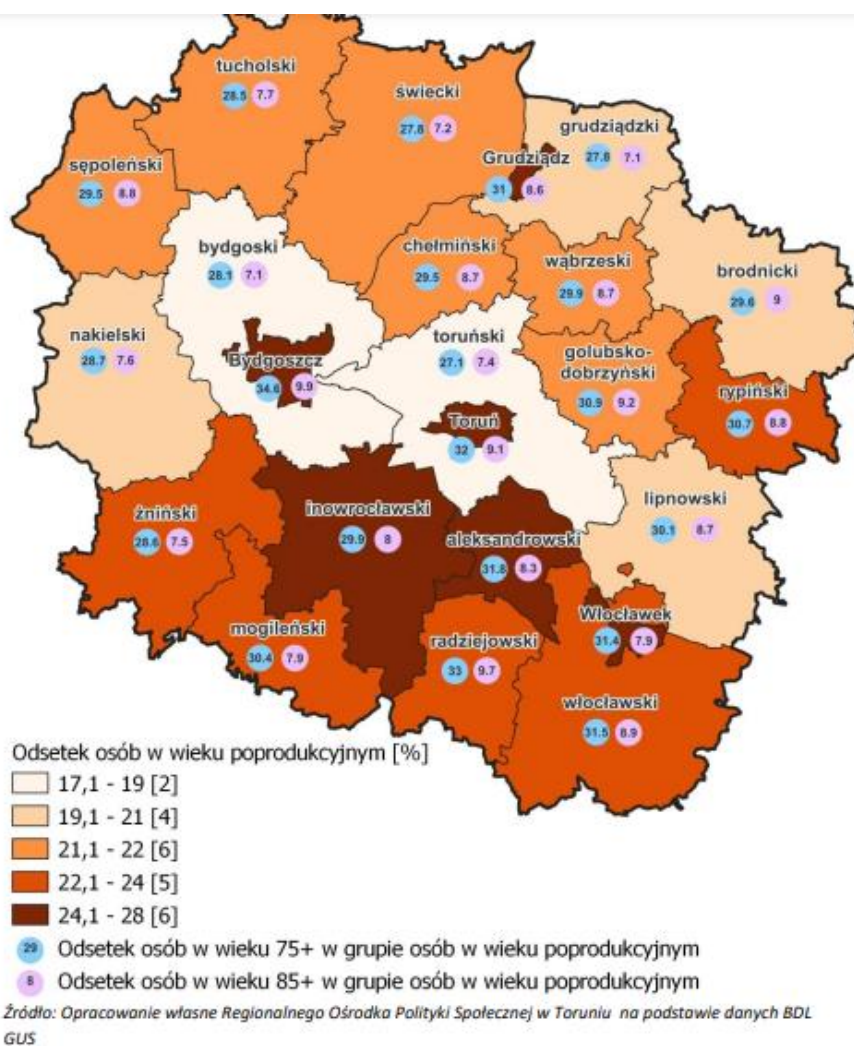 tucholski
28.5 7.7
świecki
27.8 7.2
grudziądzki
27.8 7.1
Grudziądz
31 8.6
sępoleński
29.5 8.8
bydgoski
28.1 7.1
chełmiński
29.5 8.7
wąbrzeski
29.9 8.7
brodnicki
29.6 9
nakielski
28.7 7.6
Bydgoszcz
34.6 9.9
toruński
27.1 7.4
golubsko-
dobrzyński
30.9 9.2
rypiński
30.7 8.8
Toruń
32 9.1
żniński
28.6 7.5
inowrocławski
29.9 8
aleksandrowski
31.8 8.3
lipnowski
30.1 8.7
mogileński
30.4 7.9
radziejowski
33 9.7
Włocławek
31.4 7.9
włocławski
31.5 8.9
Odsetek osób w wieku poprodukcyjnym [%]
17,1 - 19 [2]
19,1 - 21 [4]
21,1 - 22 [6]
22,1 - 24 [5]
24,1 - 28 [6]
29 Odsetek osób w wieku 75+ w grupie osób w wieku poprodukcyjnym
8 Odsetek osób w wieku 85+ w grupie osób w wieku poprodukcyjnym
Źródło: Opracowanie własne Regionalnego Ośrodka Polityki Społecznej w Toruniu na podstawie danych BDL
GUS